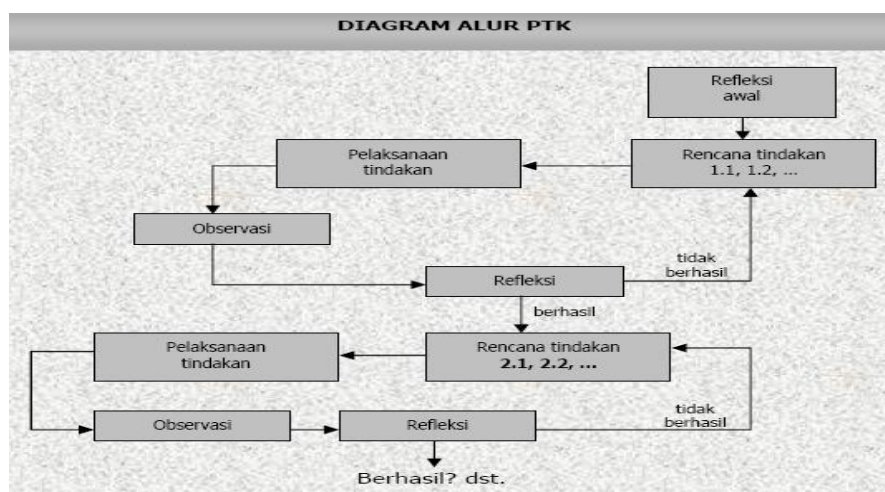 DIAGRAM ALUR PTK
Refleksi
awal
Rencana tindakan
1.1, 1.2, ...
Pelaksanaan
tindakan
Observasi
Refleksi
tidak
berhasil
berhasil
Rencana tindakan
2.1, 2.2, ...
Pelaksanaan
tindakan
Observasi
Refleksi
tidak
berhasil
Berhasil? dst.